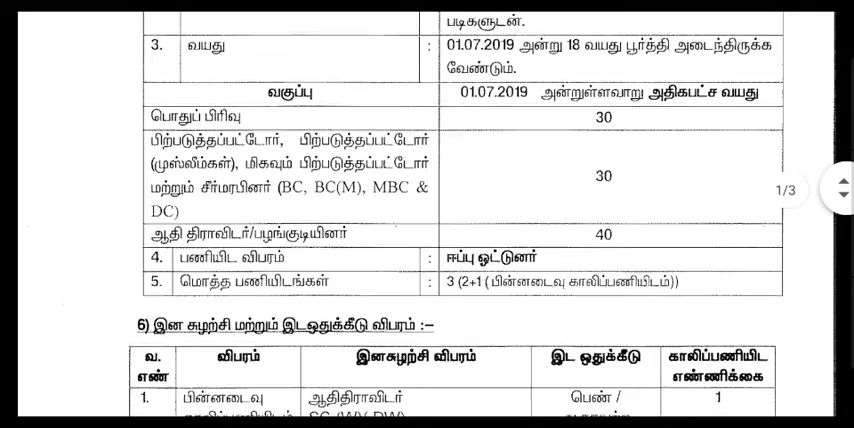 படிகளுடன்.
3. வயது : 01.07.2019 அன்று 18 வயது பூர்த்தி அடைந்திருக்க
வேண்டும்.
வகுப்பு 01.07.2019 அன்றுள்ளவாறு அதிகபட்ச வயது
பொதுப் பிரிவு 30
பிற்படுத்தப்பட்டோர், பிற்படுத்தப்பட்டோர்
(முஸ்லீம்கள்), மிகவும் பிற்படுத்தப்பட்டோர்
மற்றும் சீர்மரபினர் (BC, BC(M), MBC &
DC) 30
ஆதி திராவிடர்/பழங்குடியினர் 40
4. பணியிட விபரம் : ஈப்பு ஓட்டுனர்
5. மொத்த பணியிடங்கள் : 3 (2+1 (பின்னடைவு காலிப்பணியிடம்))
1/3
6) இன சுழற்சி மற்றும் இடஒதுக்கீடு விபரம் :–
வ. எண் விபரம் இனசுழற்சி விபரம் இட ஒதுக்கீடு காலிப்பணியிட எண்ணிக்கை
1. பின்னடைவு ஆதிதிராவிடர் பெண் / 1